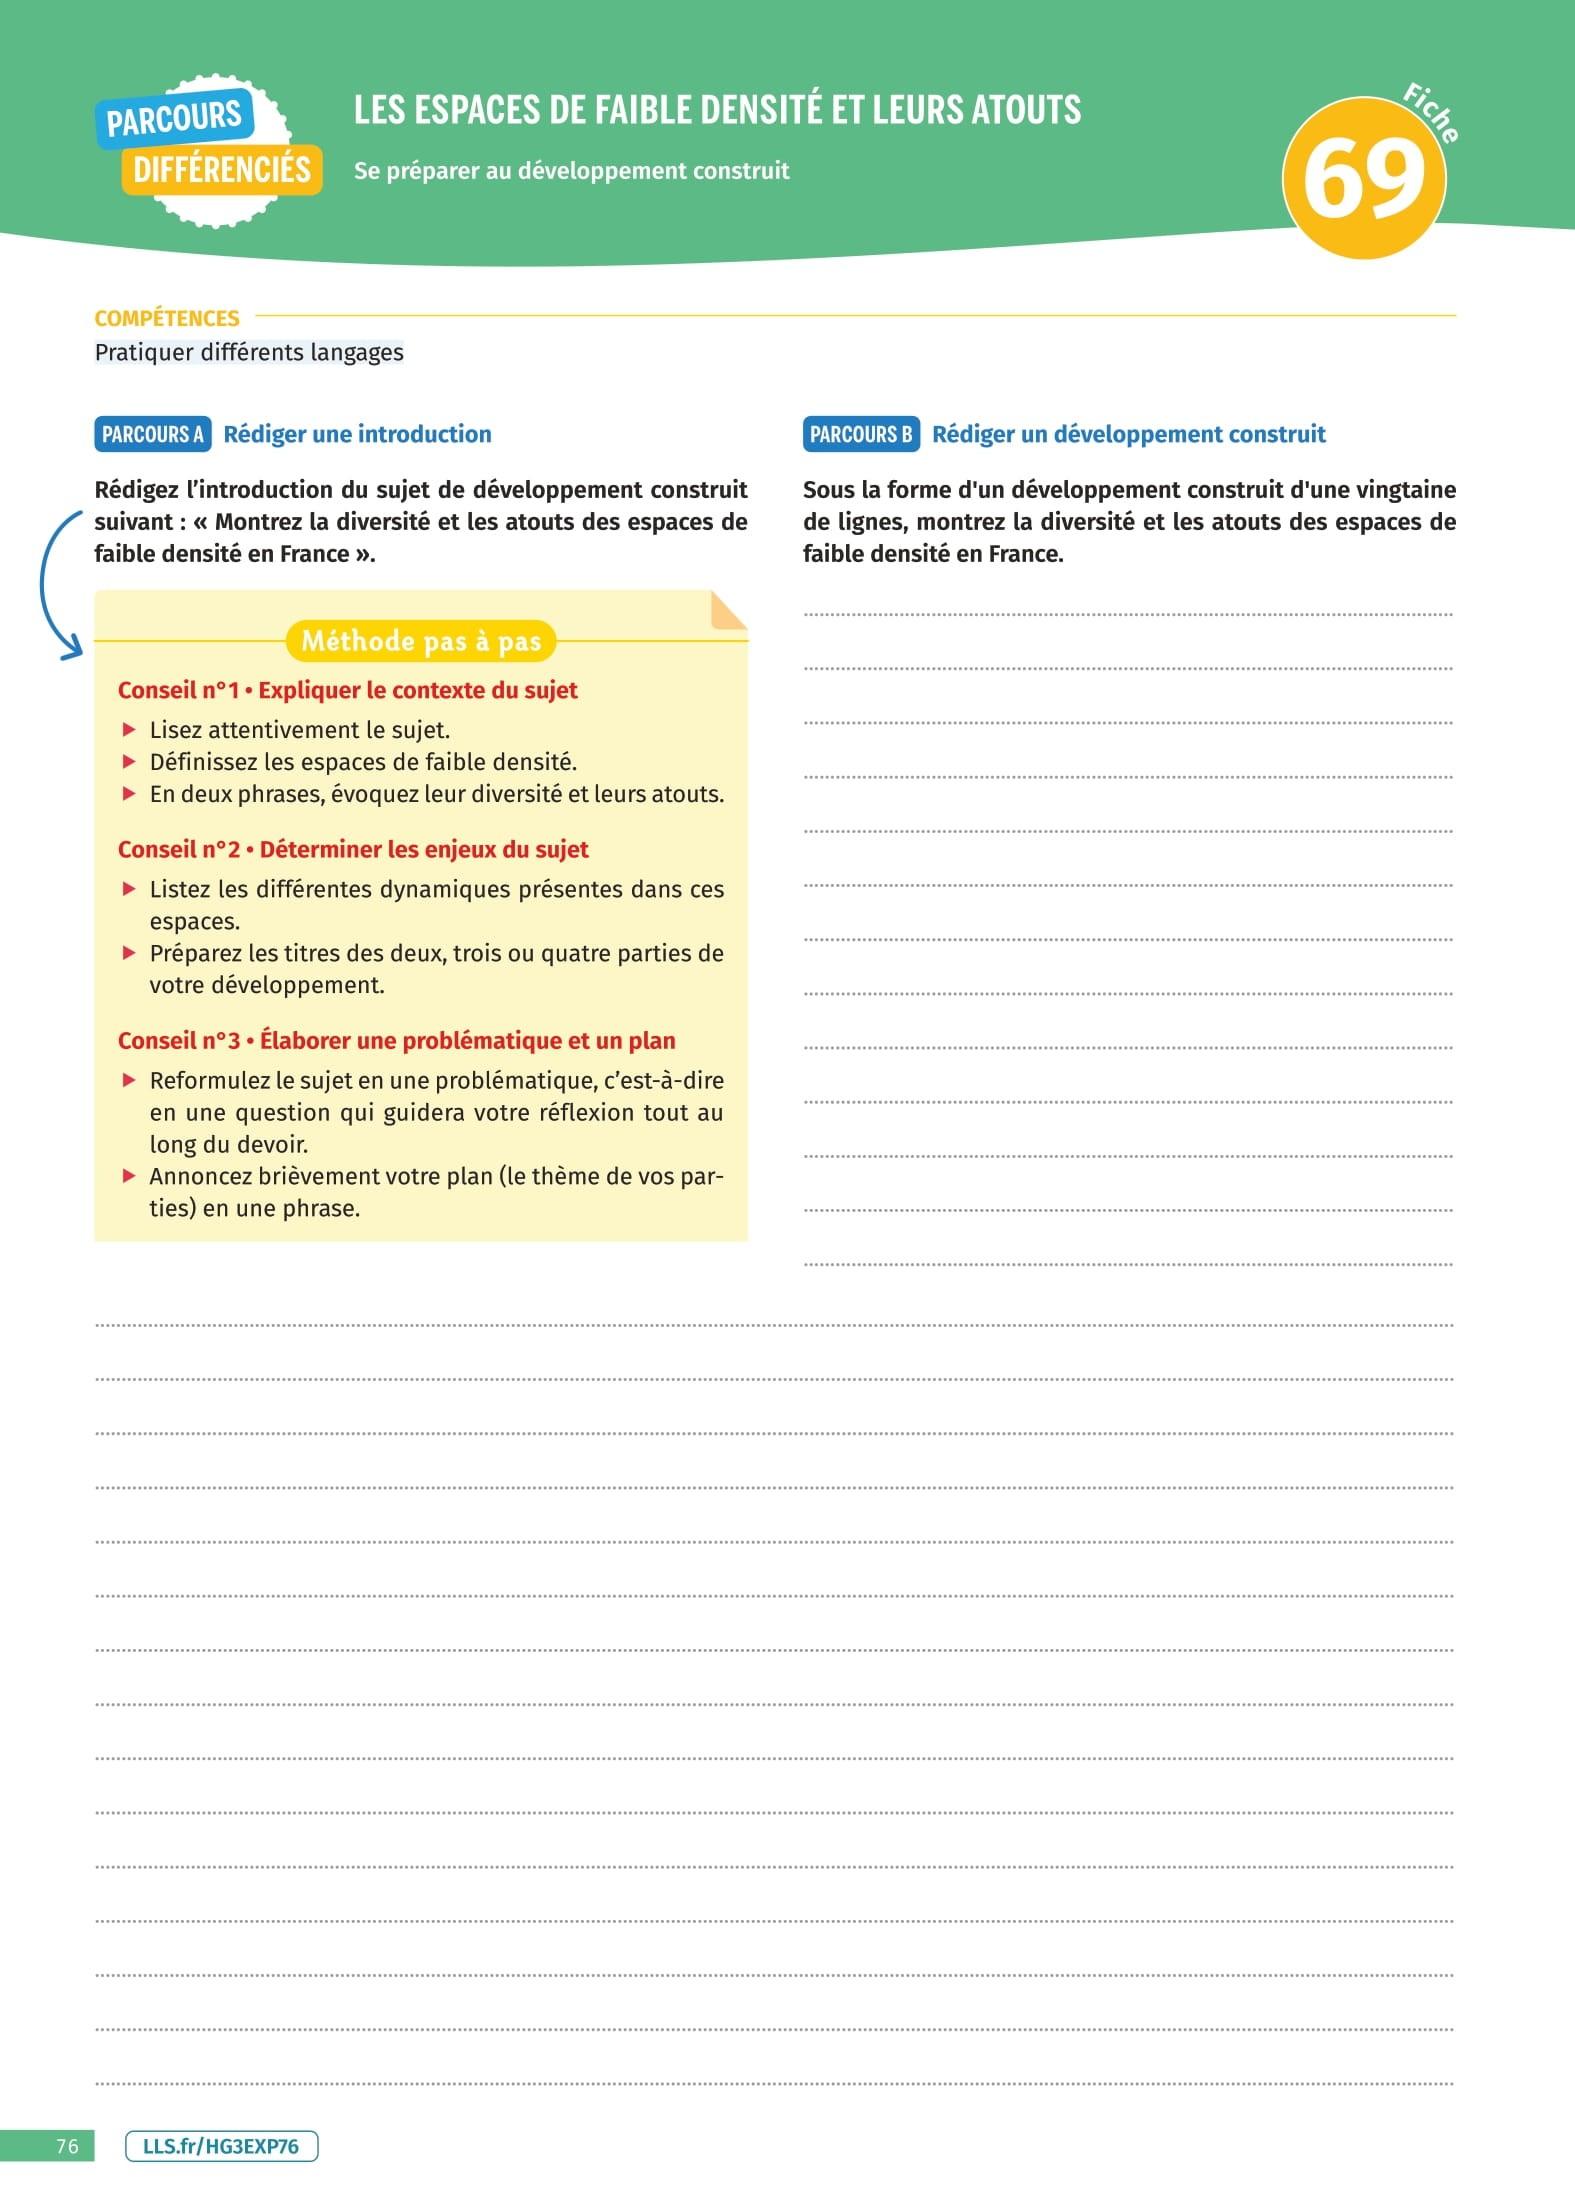 PARCOURS
DIFFÉRENCIÉS
LES ESPACES DE FAIBLE DENSITÉ ET LEURS ATOUTS
Se préparer au développement construit
Fiche
69
COMPÉTENCES
Pratiquer différents langages
PARCOURS A Rédiger une introduction
Rédigez l’introduction du sujet de développement construit
suivant : « Montrez la diversité et les atouts des espaces de
faible densité en France ».
Méthode pas à pas
Conseil n°1 • Expliquer le contexte du sujet
▶ Lisez attentivement le sujet.
▶ Définissez les espaces de faible densité.
▶ En deux phrases, évoquez leur diversité et leurs atouts.
Conseil n°2 • Déterminer les enjeux du sujet
▶ Listez les différentes dynamiques présentes dans ces
espaces.
▶ Préparez les titres des deux, trois ou quatre parties de
votre développement.
Conseil n°3 • Élaborer une problématique et un plan
▶ Reformulez le sujet en une problématique, c’est-à-dire
en une question qui guidera votre réflexion tout au
long du devoir.
▶ Annoncez brièvement votre plan (le thème de vos par-
ties) en une phrase.
PARCOURS B Rédiger un développement construit
Sous la forme d'un développement construit d'une vingtaine
de lignes, montrez la diversité et les atouts des espaces de
faible densité en France.
76
LLS.fr/HG3EXP76